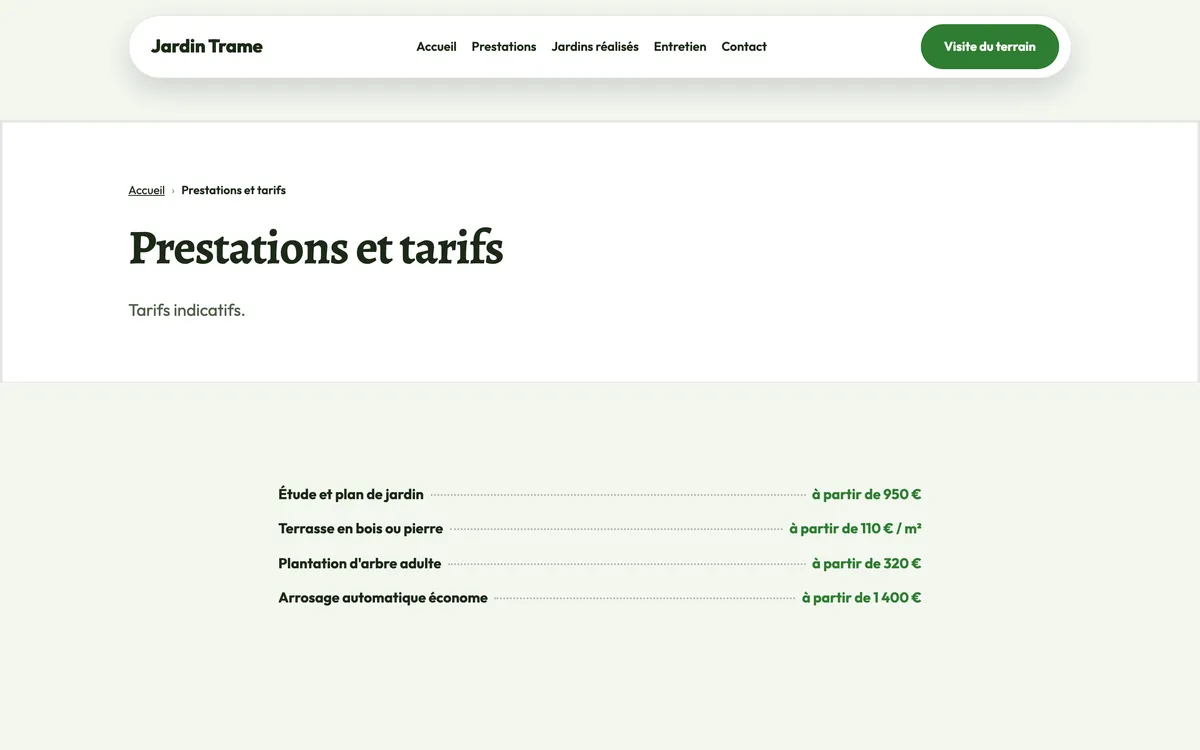 Jardin Trame
Accueil Prestations Jardins réalisés Entretien Contact
Visite du terrain
Accueil › Prestations et tarifs
Prestations et tarifs
Tarifs indicatifs.
Étude et plan de jardin à partir de 950 €
Terrasse en bois ou pierre à partir de 110 € / m²
Plantation d'arbre adulte à partir de 320 €
Arrosage automatique économe à partir de 1 400 €